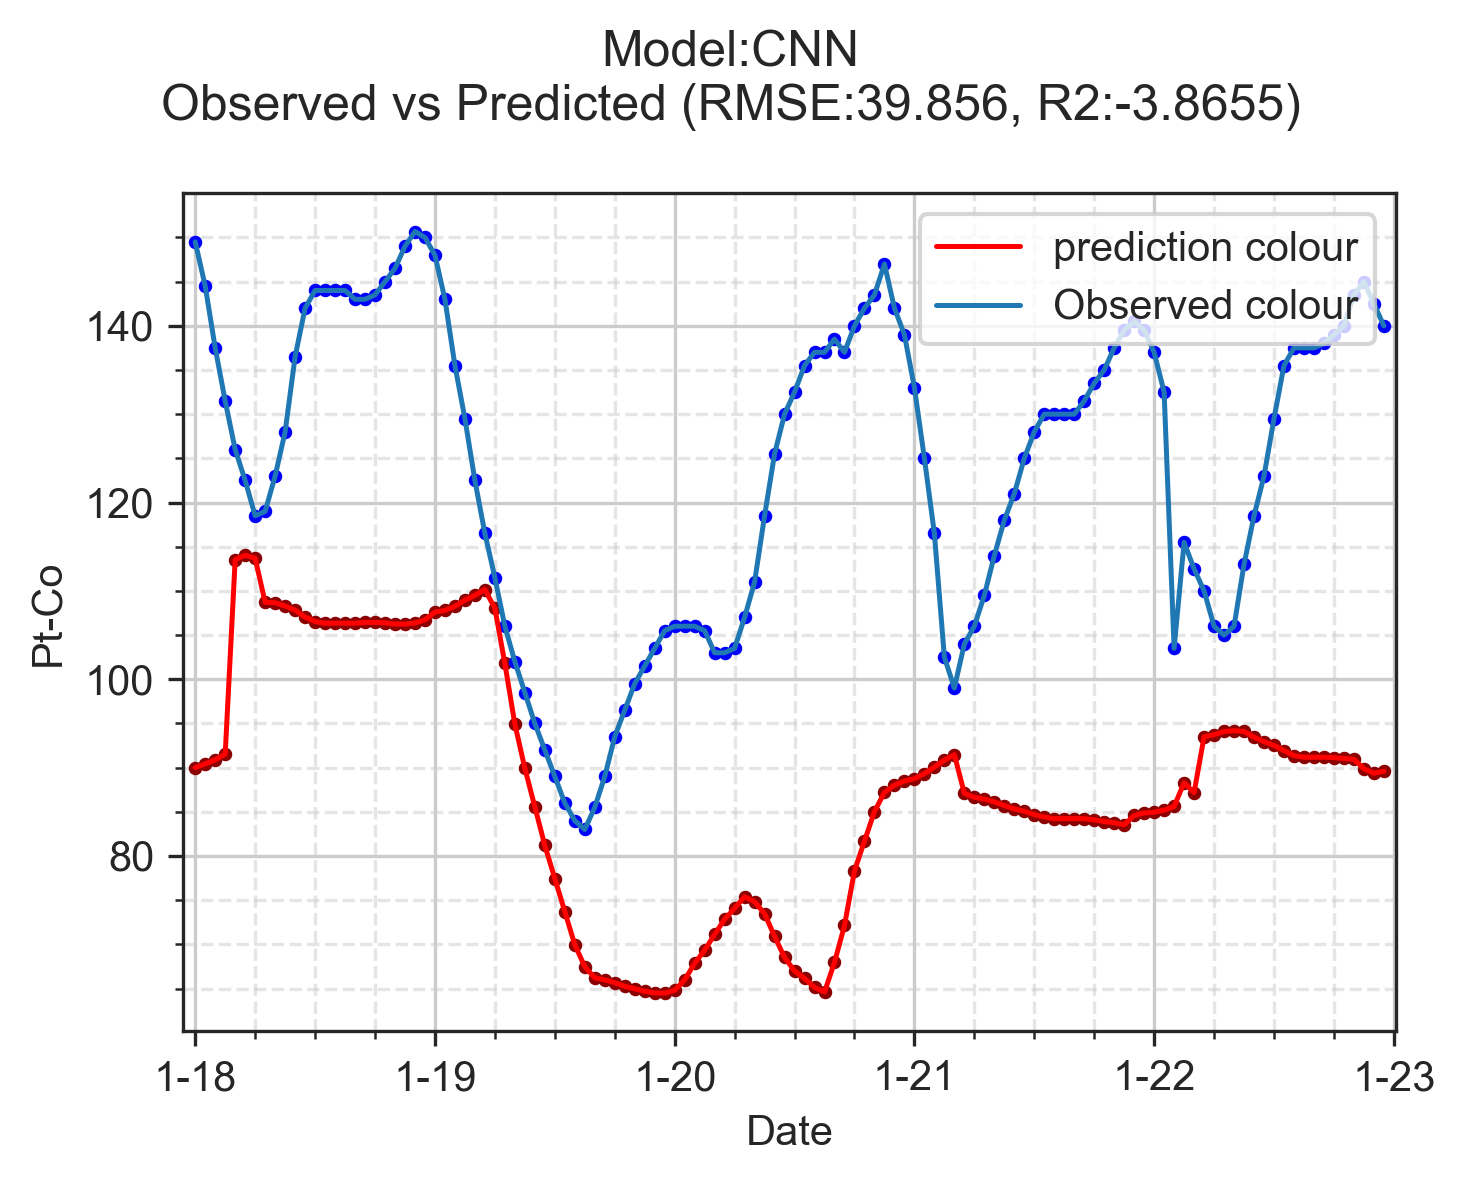 Model:CNN
Observed vs Predicted (RMSE:39.856, R2:-3.8655)
prediction colour
Observed colour
140
120
100
80
Pt-Co
1-18
1-19
1-20
1-21
1-22
1-23
Date